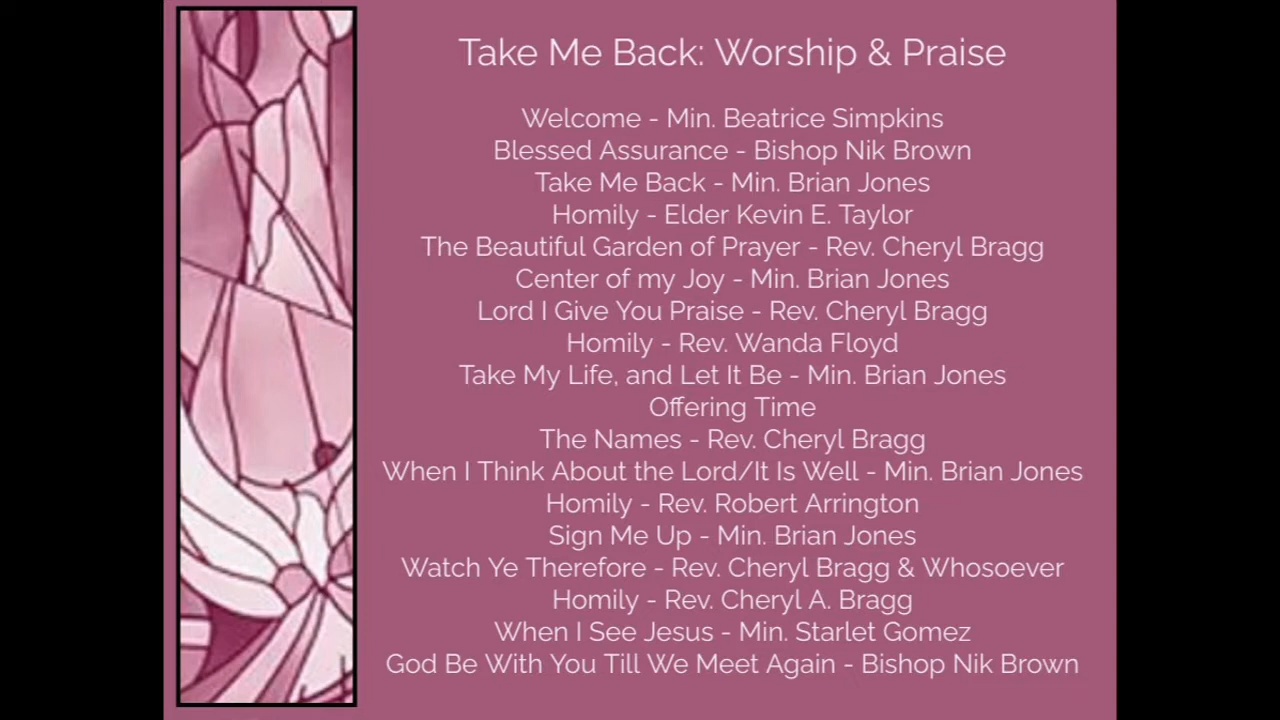 Take Me Back: Worship & Praise
Welcome - Min. Beatrice Simpkins
Blessed Assurance - Bishop Nik Brown
Take Me Back - Min. Brian Jones
Homily - Elder Kevin E. Taylor
The Beautiful Garden of Prayer - Rev. Cheryl Bragg
Center of my Joy - Min. Brian Jones
Lord I Give You Praise - Rev. Cheryl Bragg
Homily - Rev. Wanda Floyd
Take My Life, and Let It Be - Min. Brian Jones
Offering Time
The Names - Rev. Cheryl Bragg
When I Think About the Lord/It Is Well - Min. Brian Jones
Homily - Rev. Robert Arrington
Sign Me Up - Min. Brian Jones
Watch Ye Therefore - Rev. Cheryl Bragg & Whosoever
Homily - Rev. Cheryl A. Bragg
When I See Jesus - Min. Starlet Gomez
God Be With You Till We Meet Again - Bishop Nik Brown